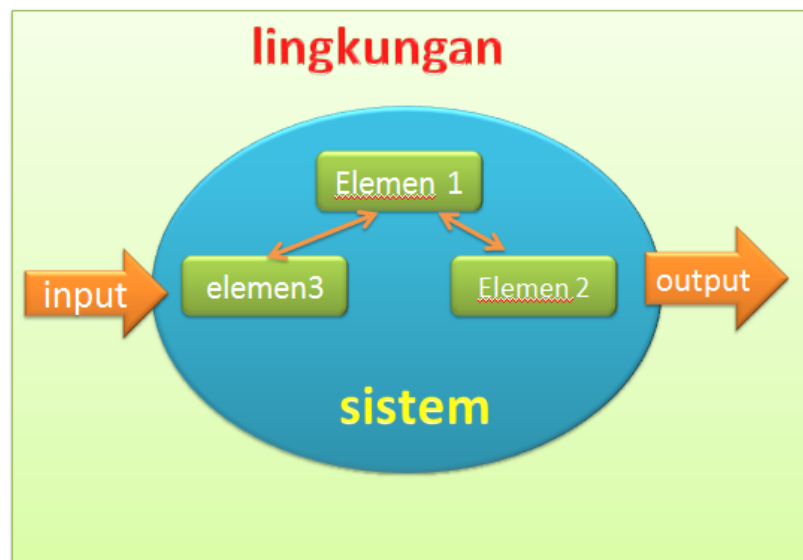 lingkungan
Elemen 1
elemen3
Elemen 2
input
output
sistem